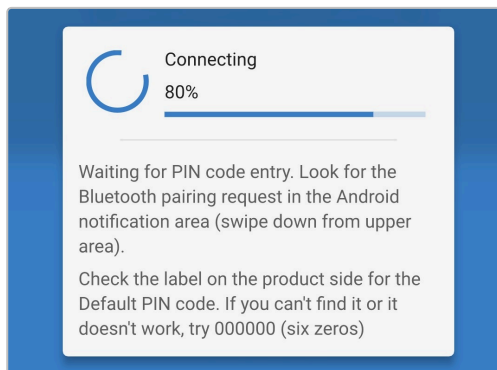 Connecting
80%
Waiting for PIN code entry. Look for the
Bluetooth pairing request in the Android
notification area (swipe down from upper
area).
Check the label on the product side for the
Default PIN code. If you can't find it or it
doesn't work, try 000000 (six zeros)